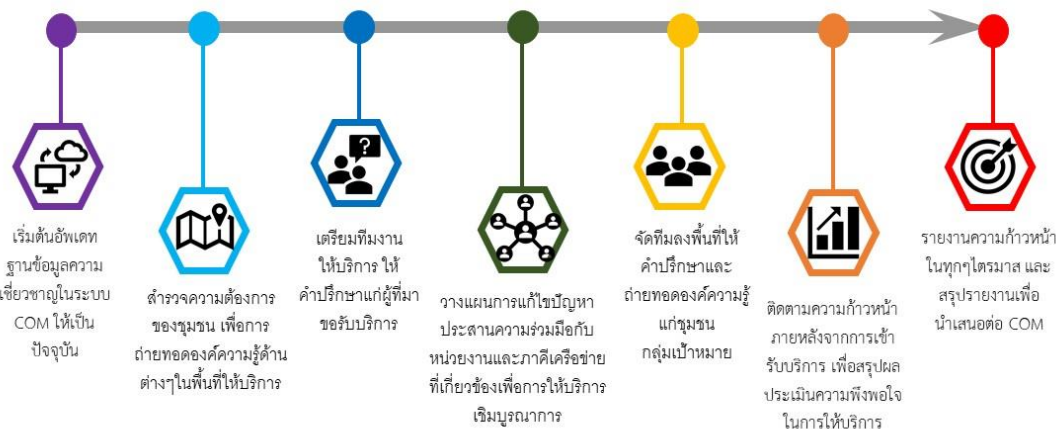 เริ่มต้นอัพเดท
ฐานข้อมูลความ
เชี่ยวชาญในระบบ
COM ให้เป็น
ปัจจุบัน
สำรวจความต้องการ
ของชุมชน เพื่อการ
ถ่ายทอดองค์ความรู้ด้าน
ต่างๆในพื้นที่ให้บริการ
?
เตรียมทีมงาน
ให้บริการ ให้
คำปรึกษาแก่ผู้ที่มา
ขอรับบริการ
วางแผนการแก้ไขปัญหา
ประสานความร่วมมือกับ
หน่วยงานและภาคีเครือข่าย
ที่เกี่ยวข้องเพื่อการให้บริการ
เชิงบูรณาการ
จัดทีมลงพื้นที่ให้
คำปรึกษาและ
ถ่ายทอดองค์ความรู้
แก่ชุมชน
กลุ่มเป้าหมาย
ติดตามความก้าวหน้า
ภายหลังจากการเข้า
รับบริการ เพื่อสรุปผล
ประเมินความพึงพอใจ
ในการให้บริการ
รายงานความก้าวหน้า
ในทุกๆไตรมาส และ
สรุปรายงานเพื่อ
นำเสนอต่อ COM